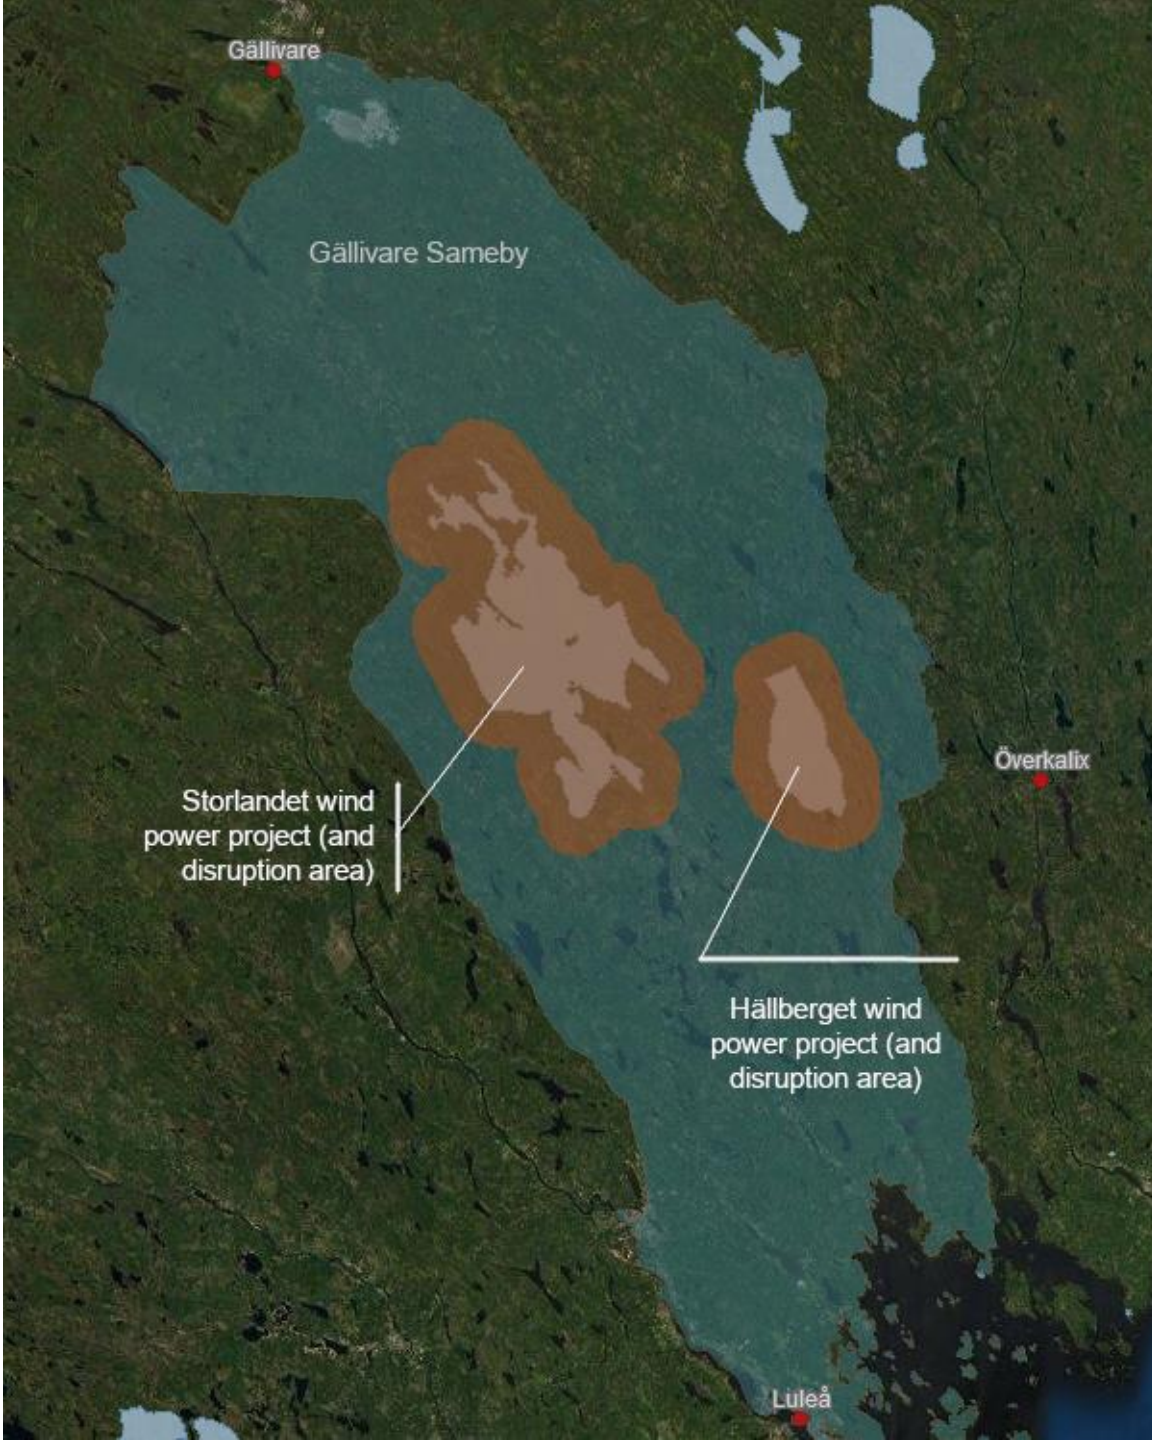 Gällivare
Gällivare Sameby
Överkalix
Storlandet wind
power project (and
disruption area)
Hällberget wind
power project (and
disruption area)
Luleå